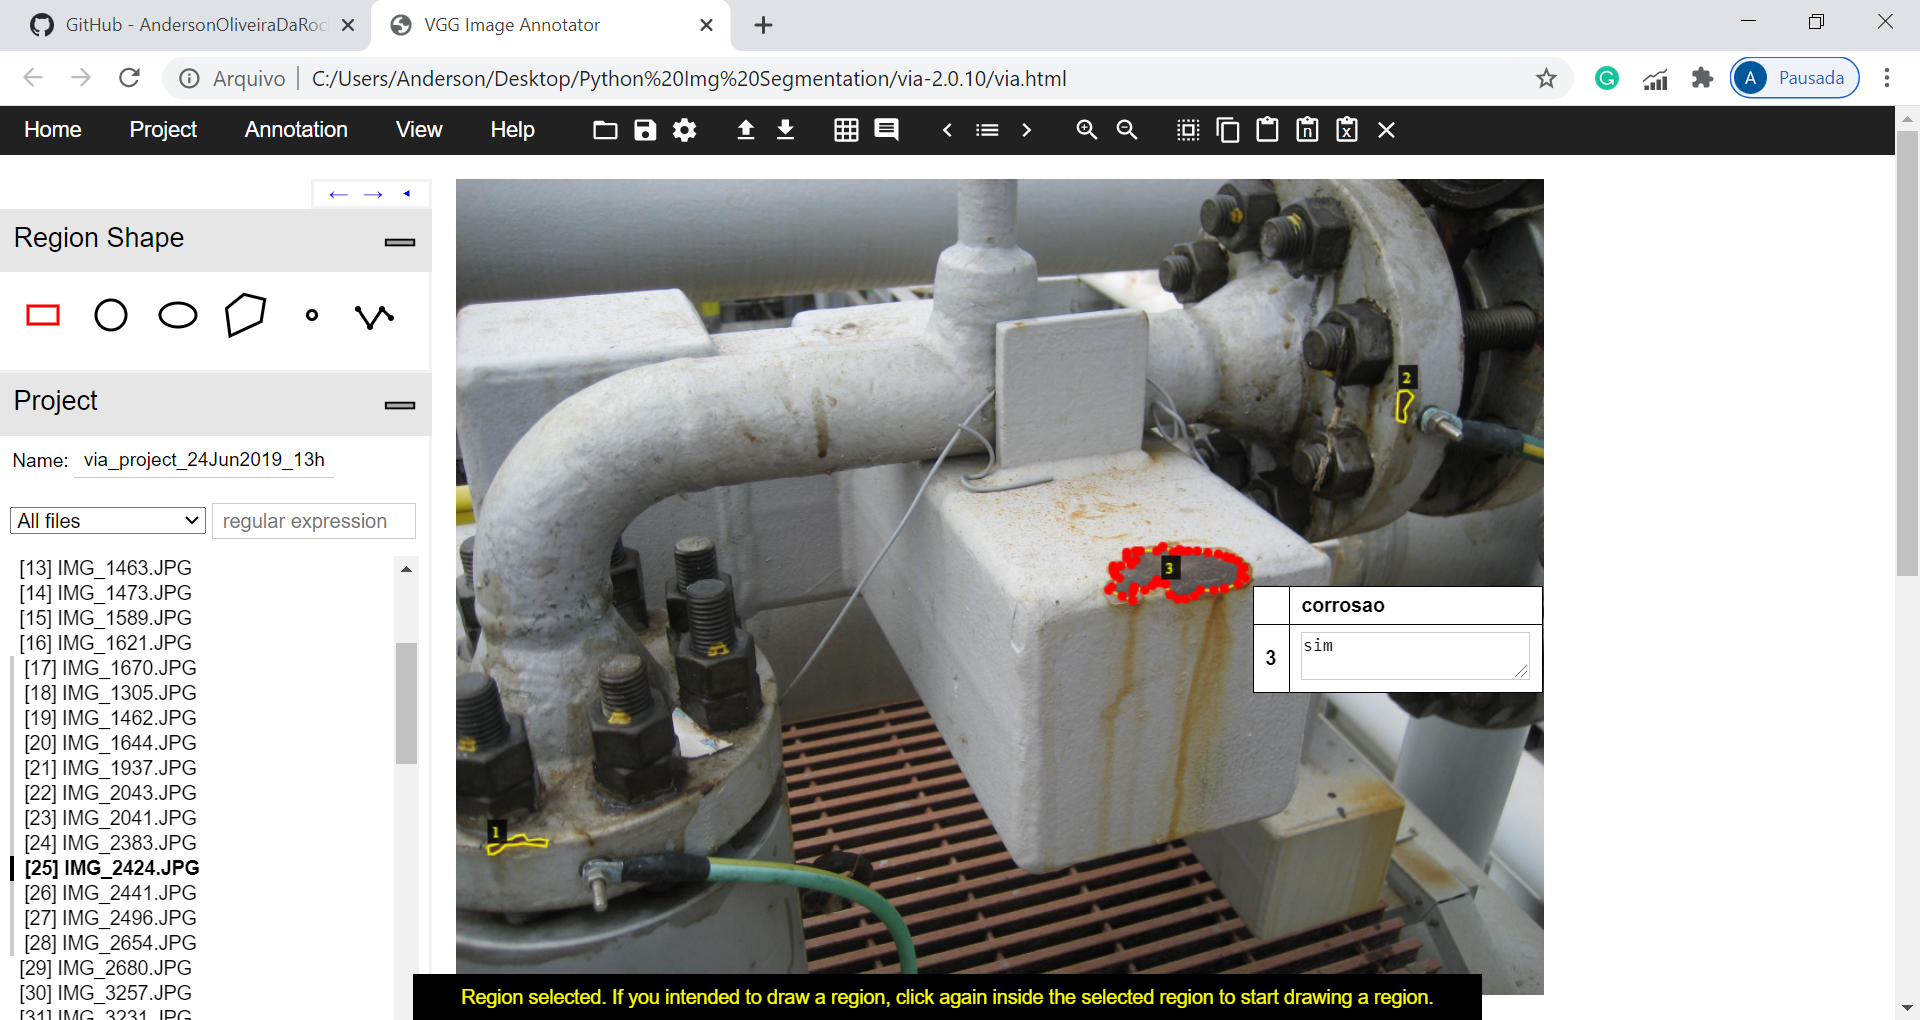 GitHub - AndersonOliveiraDaRoc
VGG Image Annotator
Arquivo
C:/Users/Anderson/Desktop/Python%20Img%20Segmentation/via-2.0.10/via.html
A Pausada
Home Project Annotation View Help
Region Shape
Project
Name: via_project_24Jun2019_13h
All files
regular expression
[13] IMG_1463.JPG
[14] IMG_1473.JPG
[15] IMG_1589.JPG
[16] IMG_1621.JPG
[17] IMG_1670.JPG
[18] IMG_1305.JPG
[19] IMG_1462.JPG
[20] IMG_1644.JPG
[21] IMG_1937.JPG
[22] IMG_2043.JPG
[23] IMG_2041.JPG
[24] IMG_2383.JPG
[25] IMG_2424.JPG
[26] IMG_2441.JPG
[27] IMG_2496.JPG
[28] IMG_2654.JPG
[29] IMG_2680.JPG
[30] IMG_3257.JPG
[31] IMG_3231.JPG
2
3
corrosao
3 sim
1
Region selected. If you intended to draw a region, click again inside the selected region to start drawing a region.